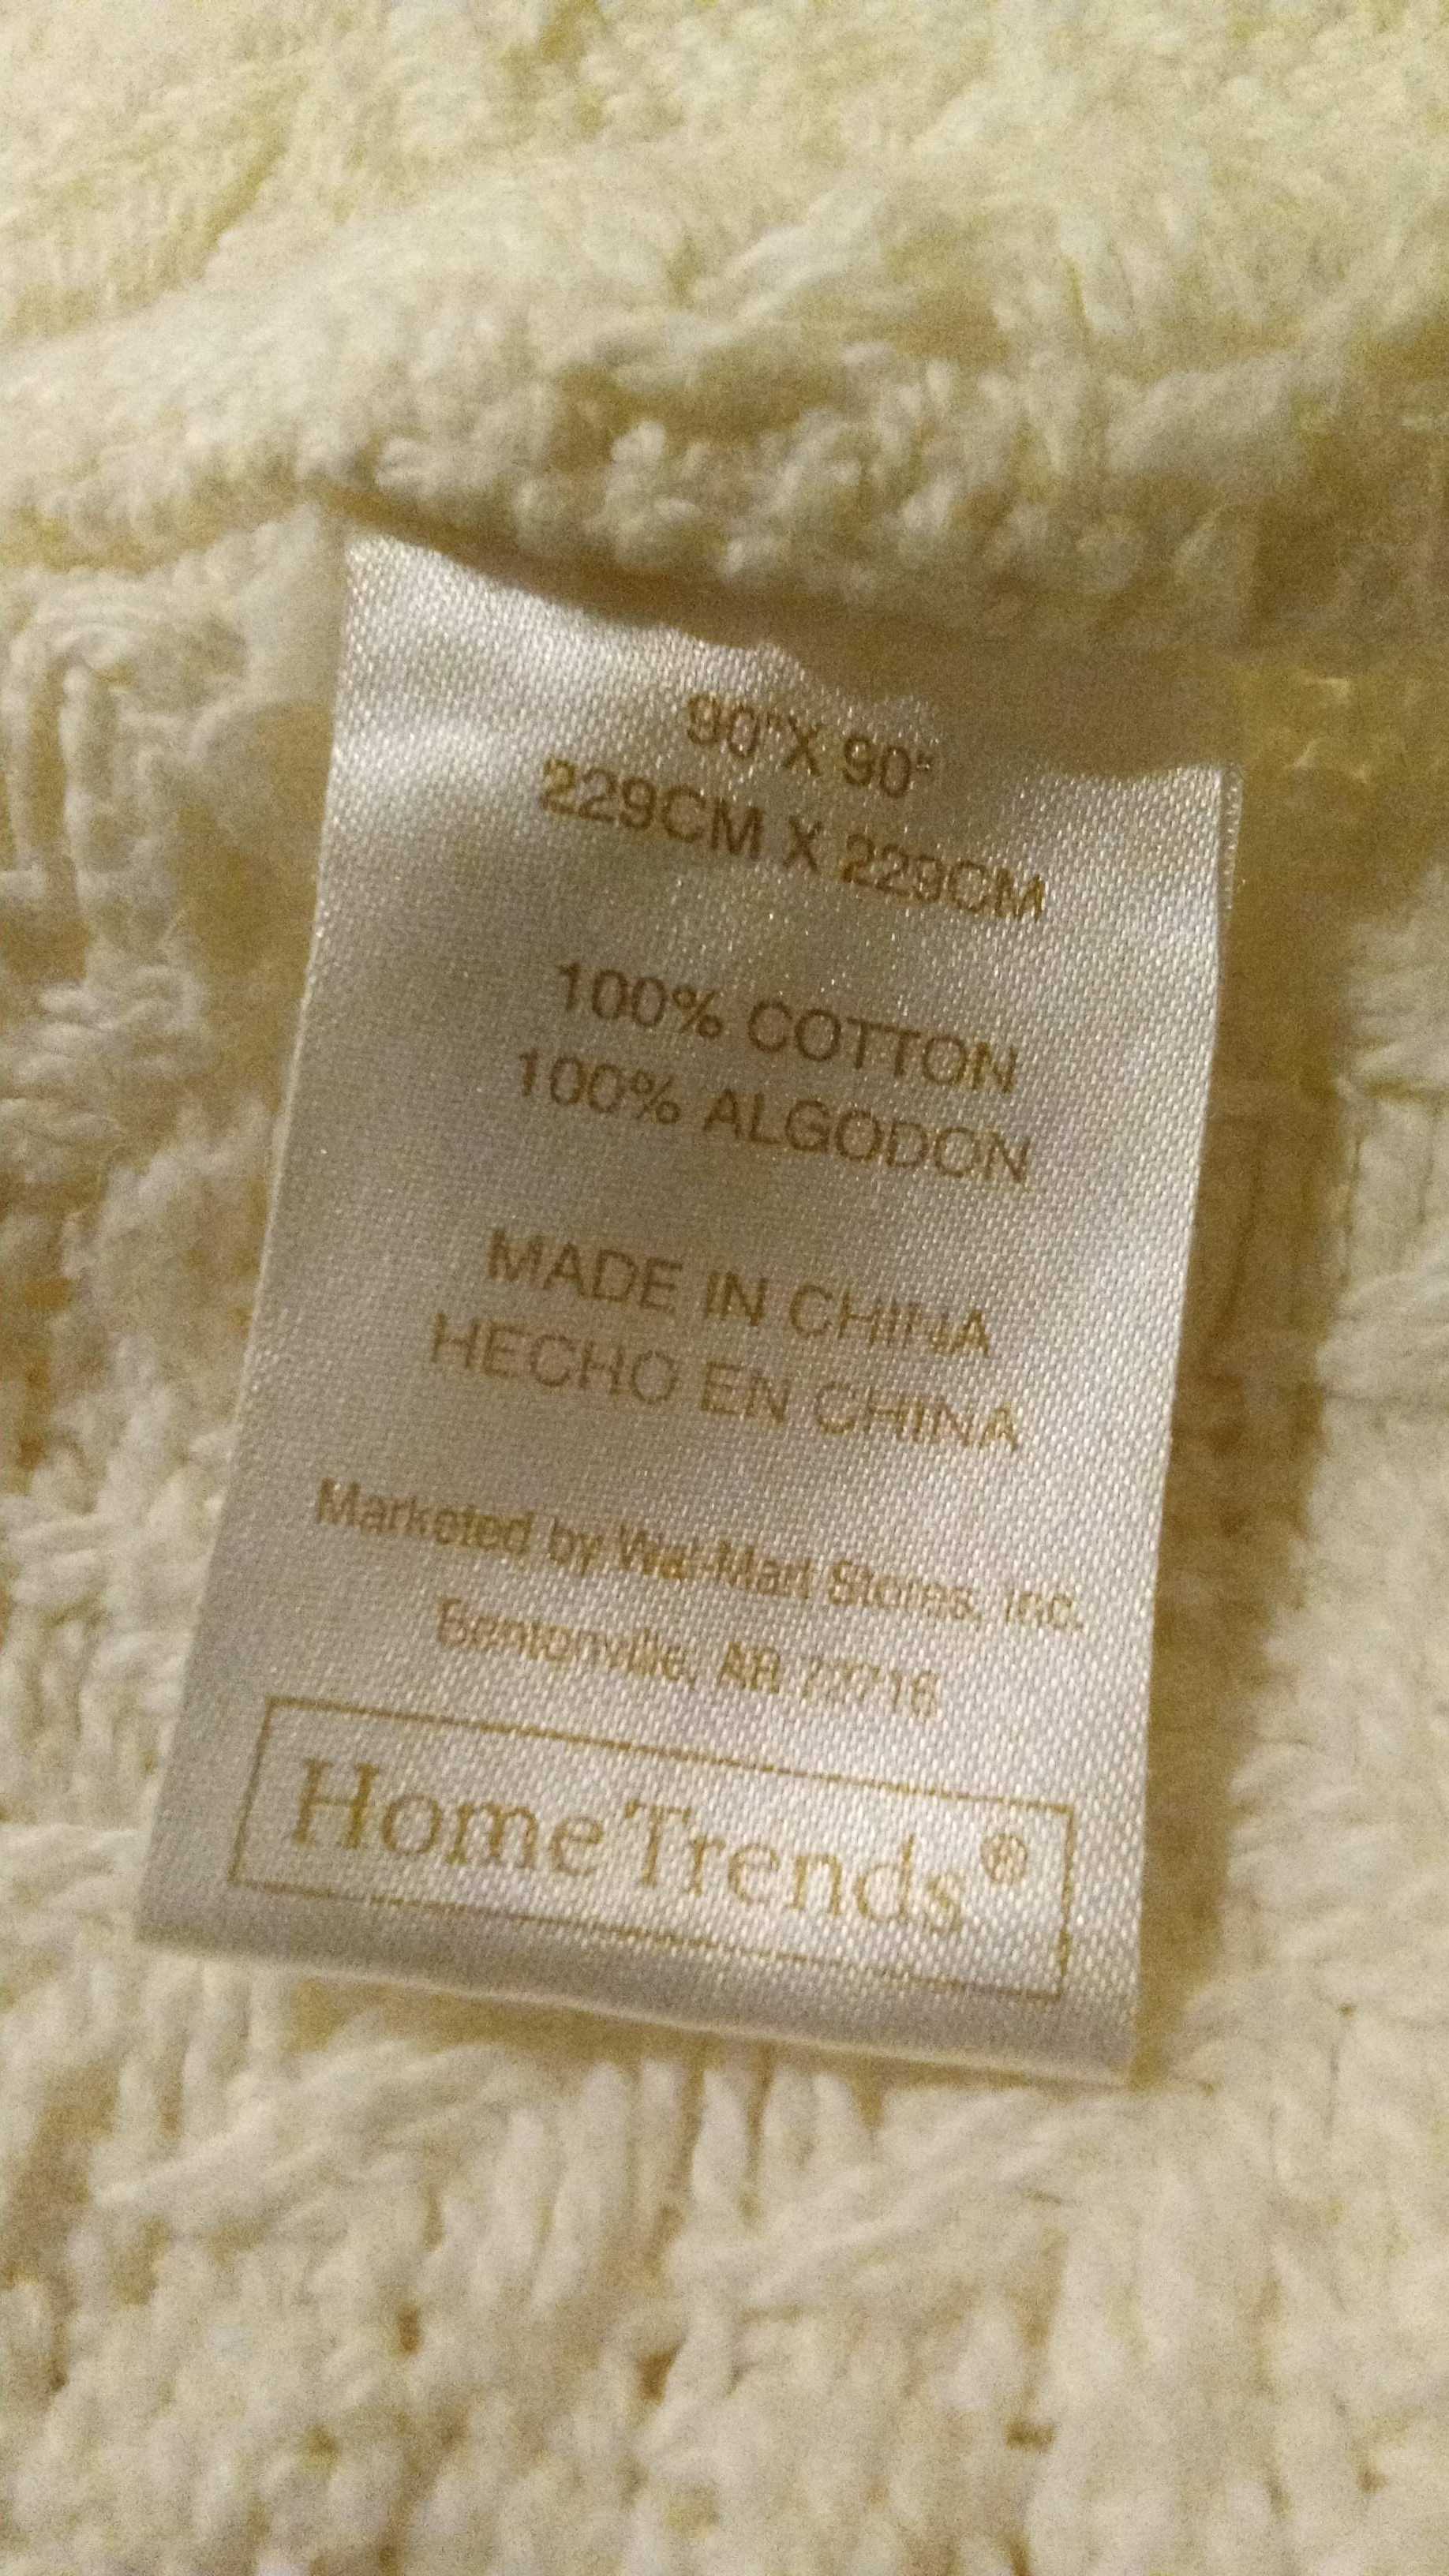 90"X 90"
229CM X 229CM
100% COTTON
100% ALGODON
MADE IN CHINA
HECHO EN CHINA
Marketed by Wal-Mart Stores, Inc.
Bentonville, AR 72716
HomeTrends®